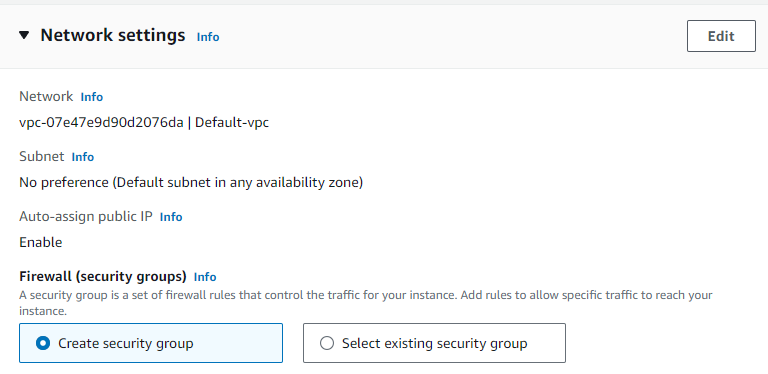 Network settings Info Edit
Network Info
vpc-07e47e9d90d2076da | Default-vpc
Subnet Info
No preference (Default subnet in any availability zone)
Auto-assign public IP Info
Enable
Firewall (security groups) Info
A security group is a set of firewall rules that control the traffic for your instance. Add rules to allow specific traffic to reach your
instance.
Create security group Select existing security group